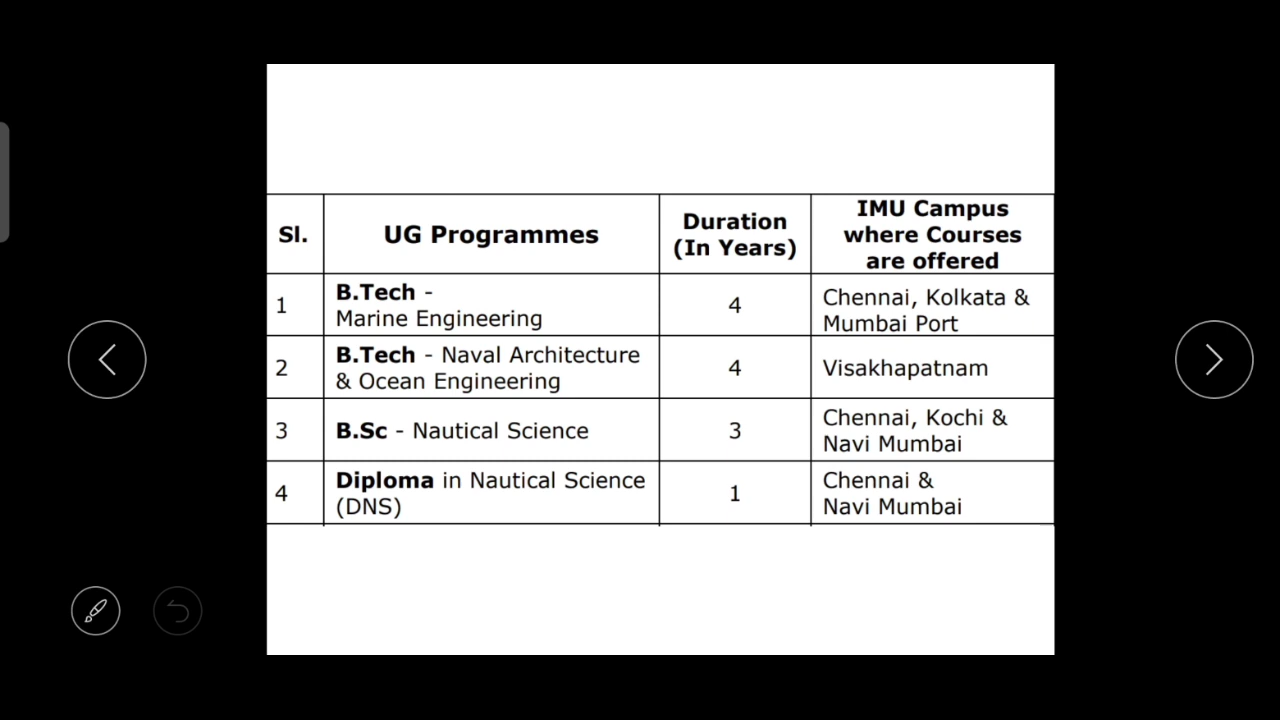 Sl.
UG Programmes
Duration
(In Years)
IMU Campus
where Courses
are offered
1
B.Tech -
Marine Engineering
4
Chennai, Kolkata &
Mumbai Port
2
B.Tech - Naval Architecture
& Ocean Engineering
4
Visakhapatnam
3
B.Sc - Nautical Science
3
Chennai, Kochi &
Navi Mumbai
4
Diploma in Nautical Science
(DNS)
1
Chennai &
Navi Mumbai